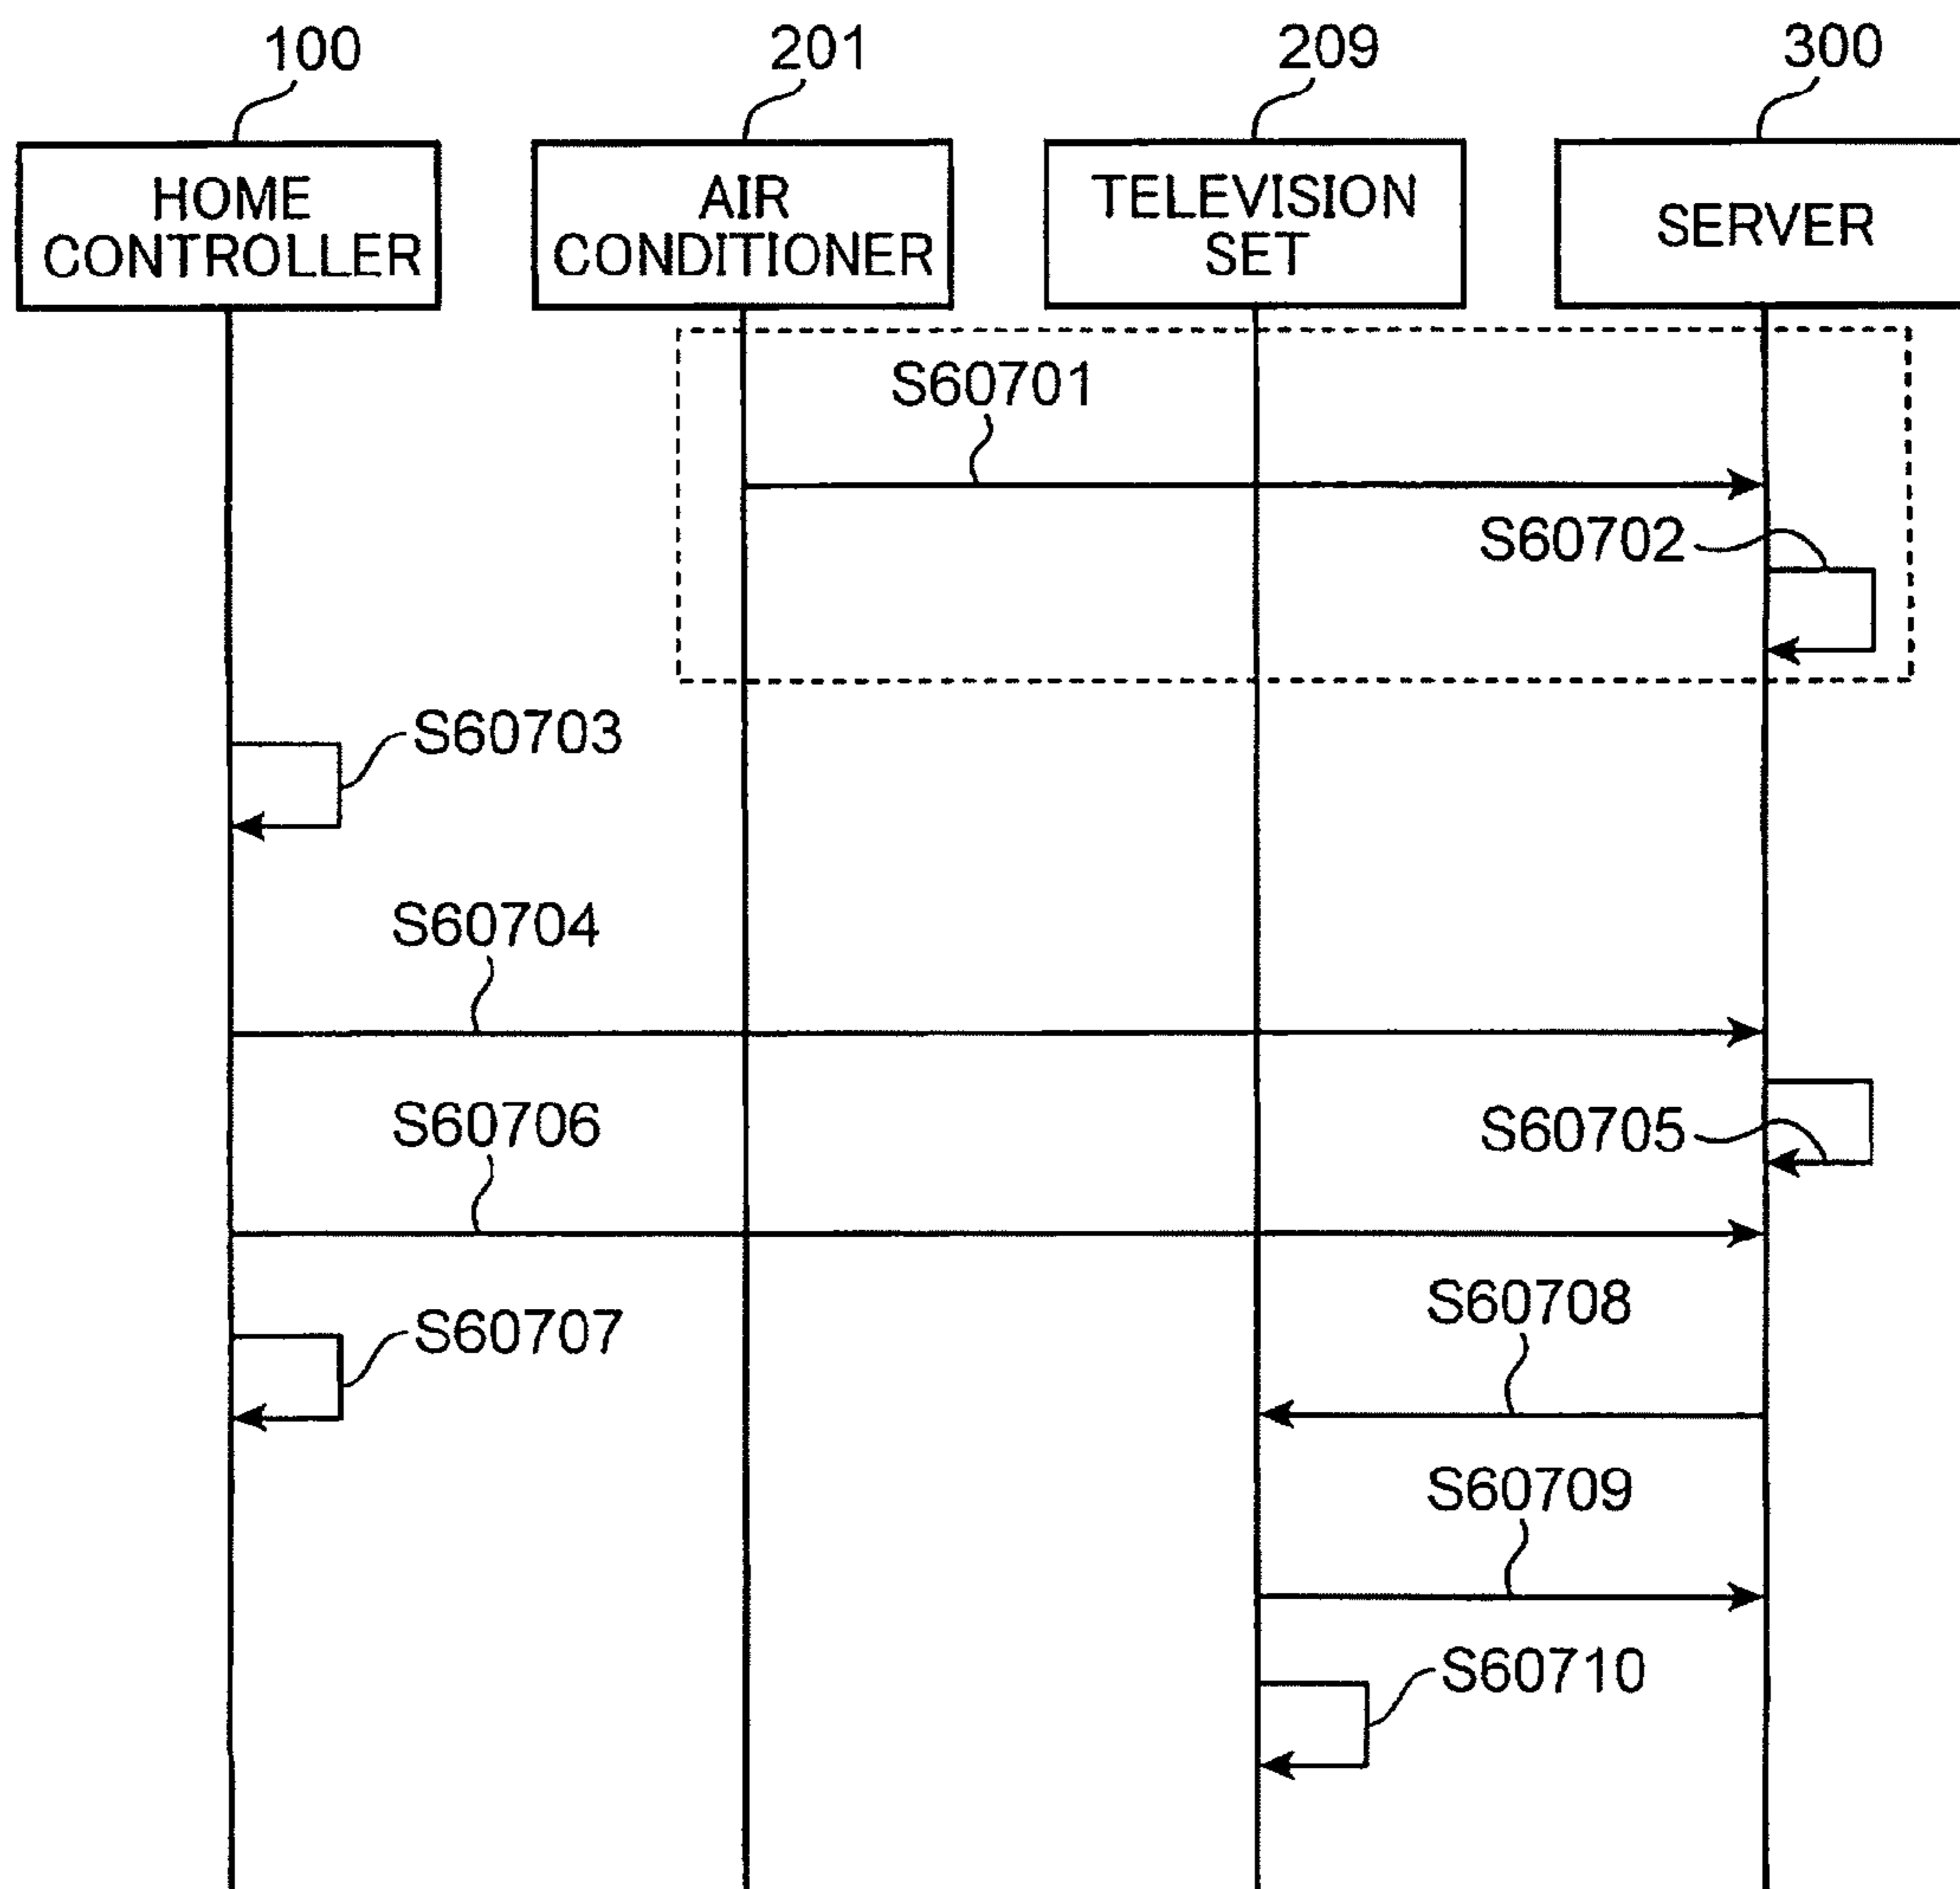 100
201
209
300
HOME
CONTROLLER
AIR
CONDITIONER
TELEVISION
SET
SERVER
S60701
S60702
S60703
S60704
S60706
S60705
S60708
S60707
S60709
S60710